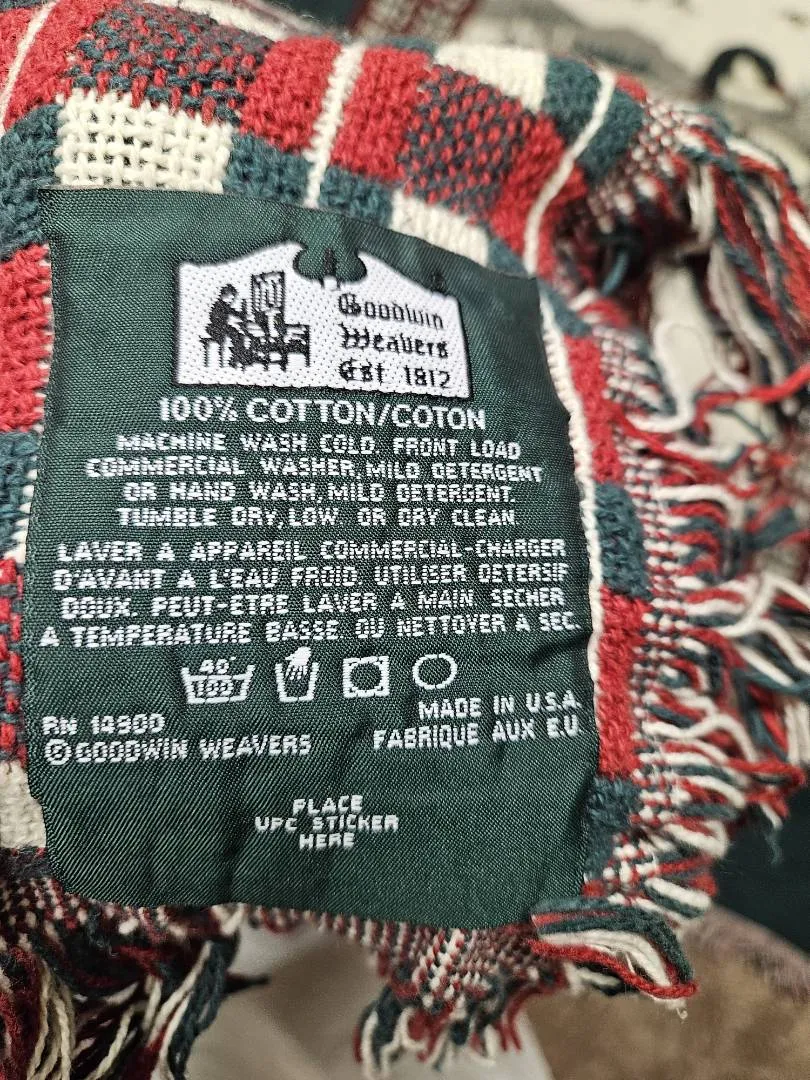 Goodwin
Weavers
Est 1812
100% COTTON/COTON
MACHINE WASH COLD, FRONT LOAD
COMMERCIAL WASHER, MILD DETERGENT
OR HAND WASH, MILD DETERGENT.
TUMBLE DRY, LOW. OR DRY CLEAN.
LAVER A APPAREIL COMMERCIAL-CHARGER
D'AVANT A L'EAU FROID. UTILISER DETERSIF
DOUX. PEUT-ETRE LAVER A MAIN. SECHER
A TEMPERATURE BASSE. OU NETTOYER A SEC.
40°
RN 14900
MADE IN U.S.A.
©GOODWIN WEAVERS
FABRIQUE AUX E.U.
PLACE
UPC STICKER
HERE